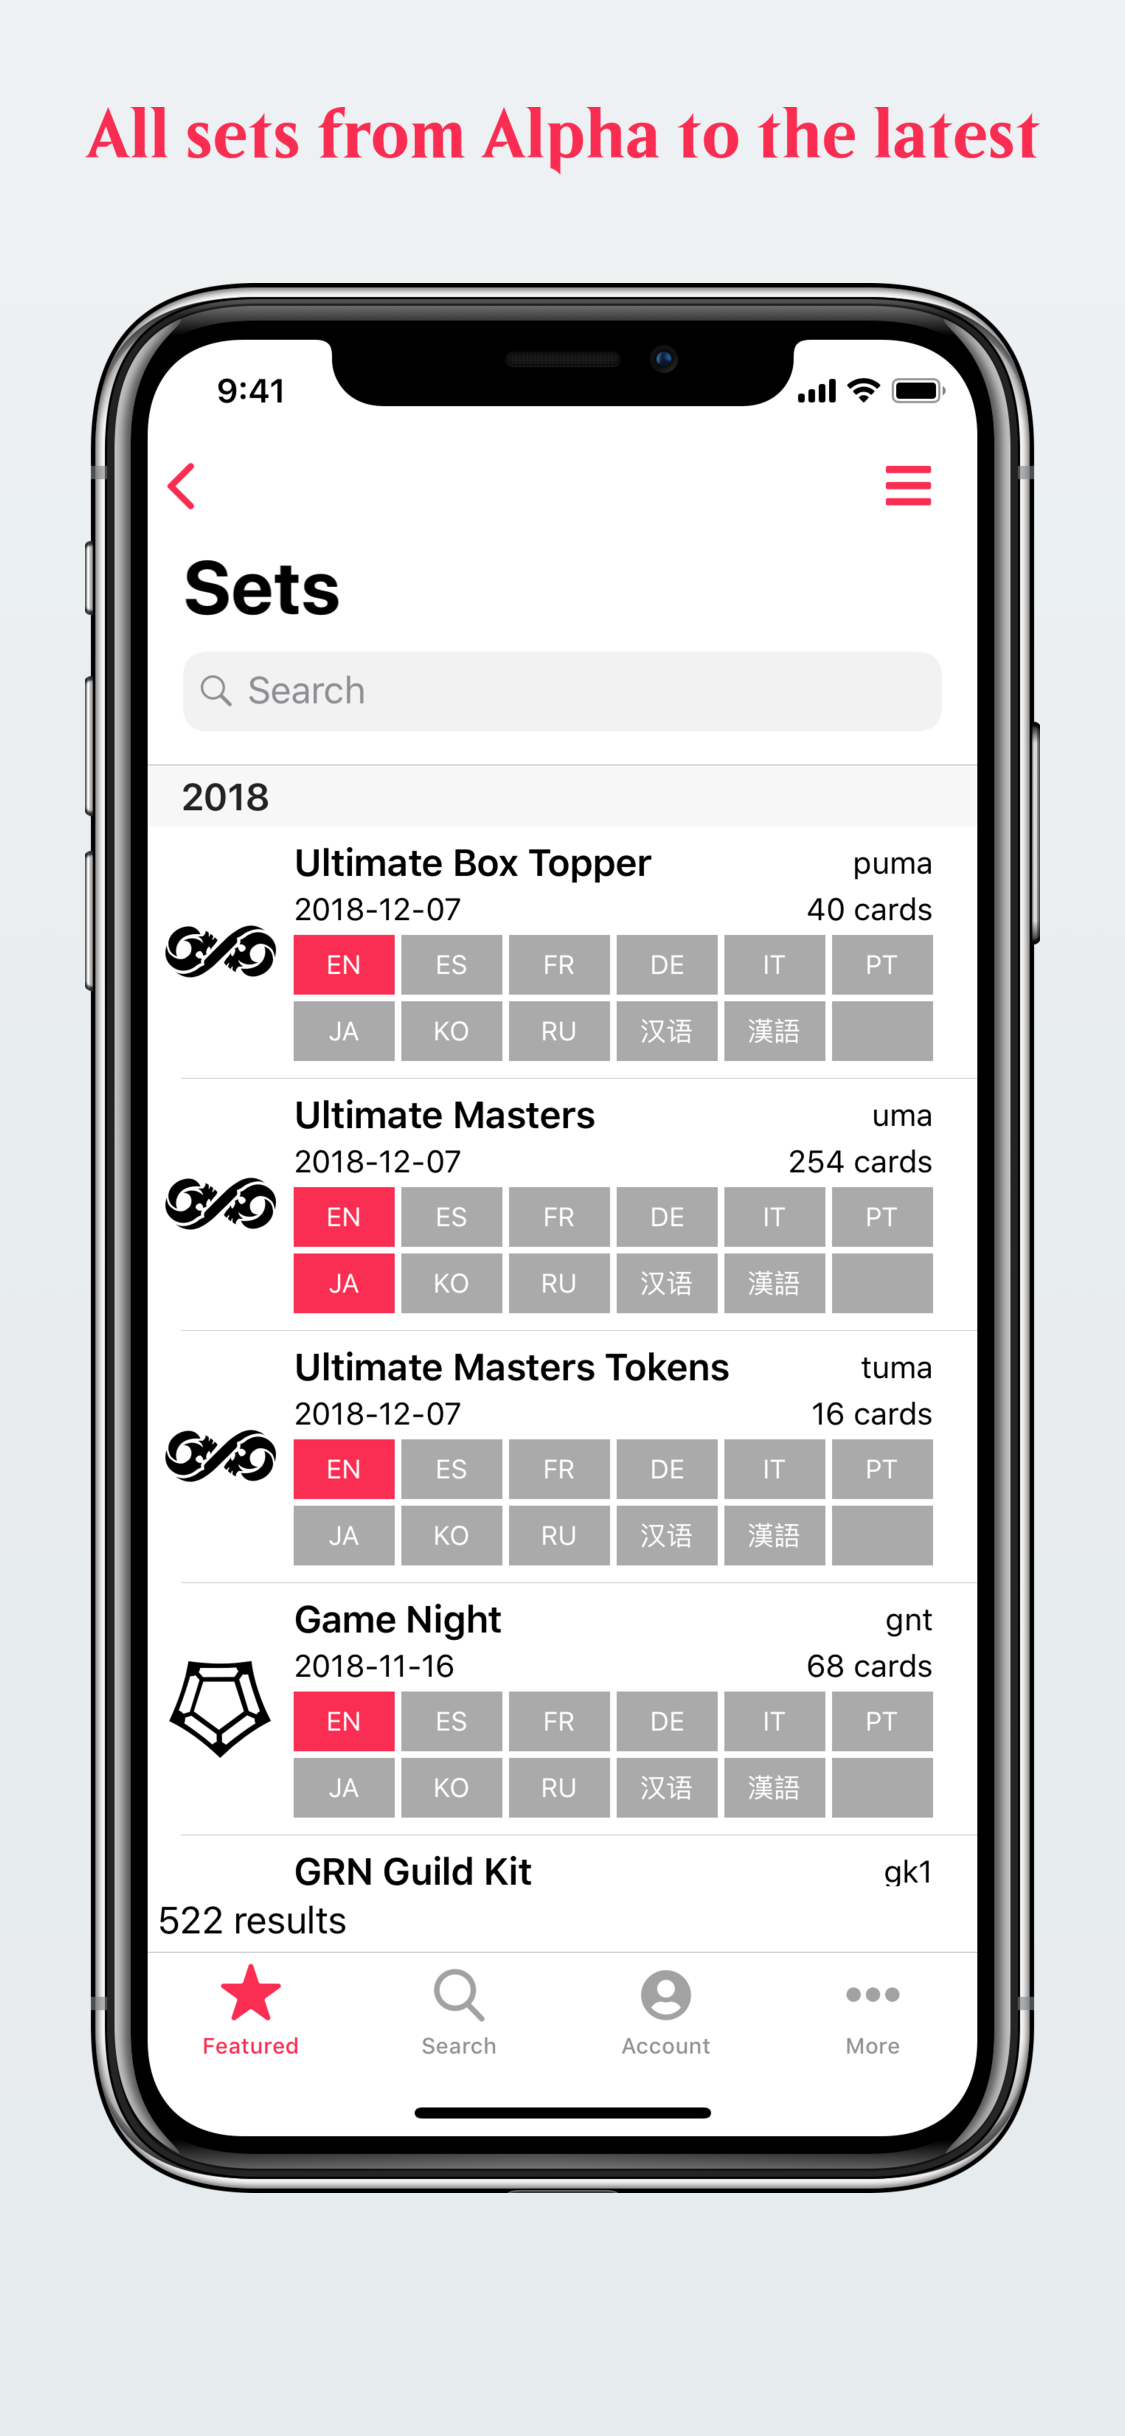 All sets from Alpha to the latest
9:41
Sets
Search
2018
Ultimate Box Topper puma
2018-12-07 40 cards
EN ES FR DE IT PT
JA KO RU 汉语 漢語
Ultimate Masters uma
2018-12-07 254 cards
EN ES FR DE IT PT
JA KO RU 汉语 漢語
Ultimate Masters Tokens tuma
2018-12-07 16 cards
EN ES FR DE IT PT
JA KO RU 汉语 漢語
Game Night gnt
2018-11-16 68 cards
EN ES FR DE IT PT
JA KO RU 汉语 漢語
GRN Guild Kit gk1
522 results
Featured Search Account More